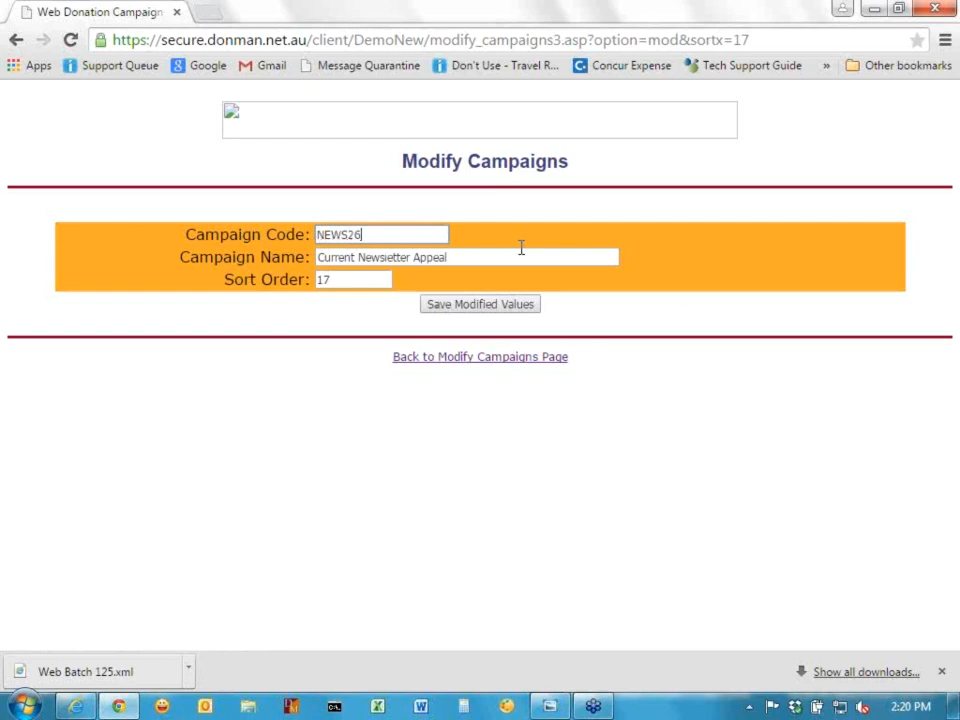 Web Donation Campaign
https://secure.donman.net.au/client/DemoNew/modify_campaigns3.asp?option=mod&sortx=17
Apps Support Queue Google Gmail Message Quarantine Don't Use - Travel R... Concur Expense Tech Support Guide » Other bookmarks
Modify Campaigns
Campaign Code: NEWS26
Campaign Name: Current Newsletter Appeal
Sort Order: 17
Save Modified Values
Back to Modify Campaigns Page
Web Batch 125.xml
Show all downloads...
2:20 PM